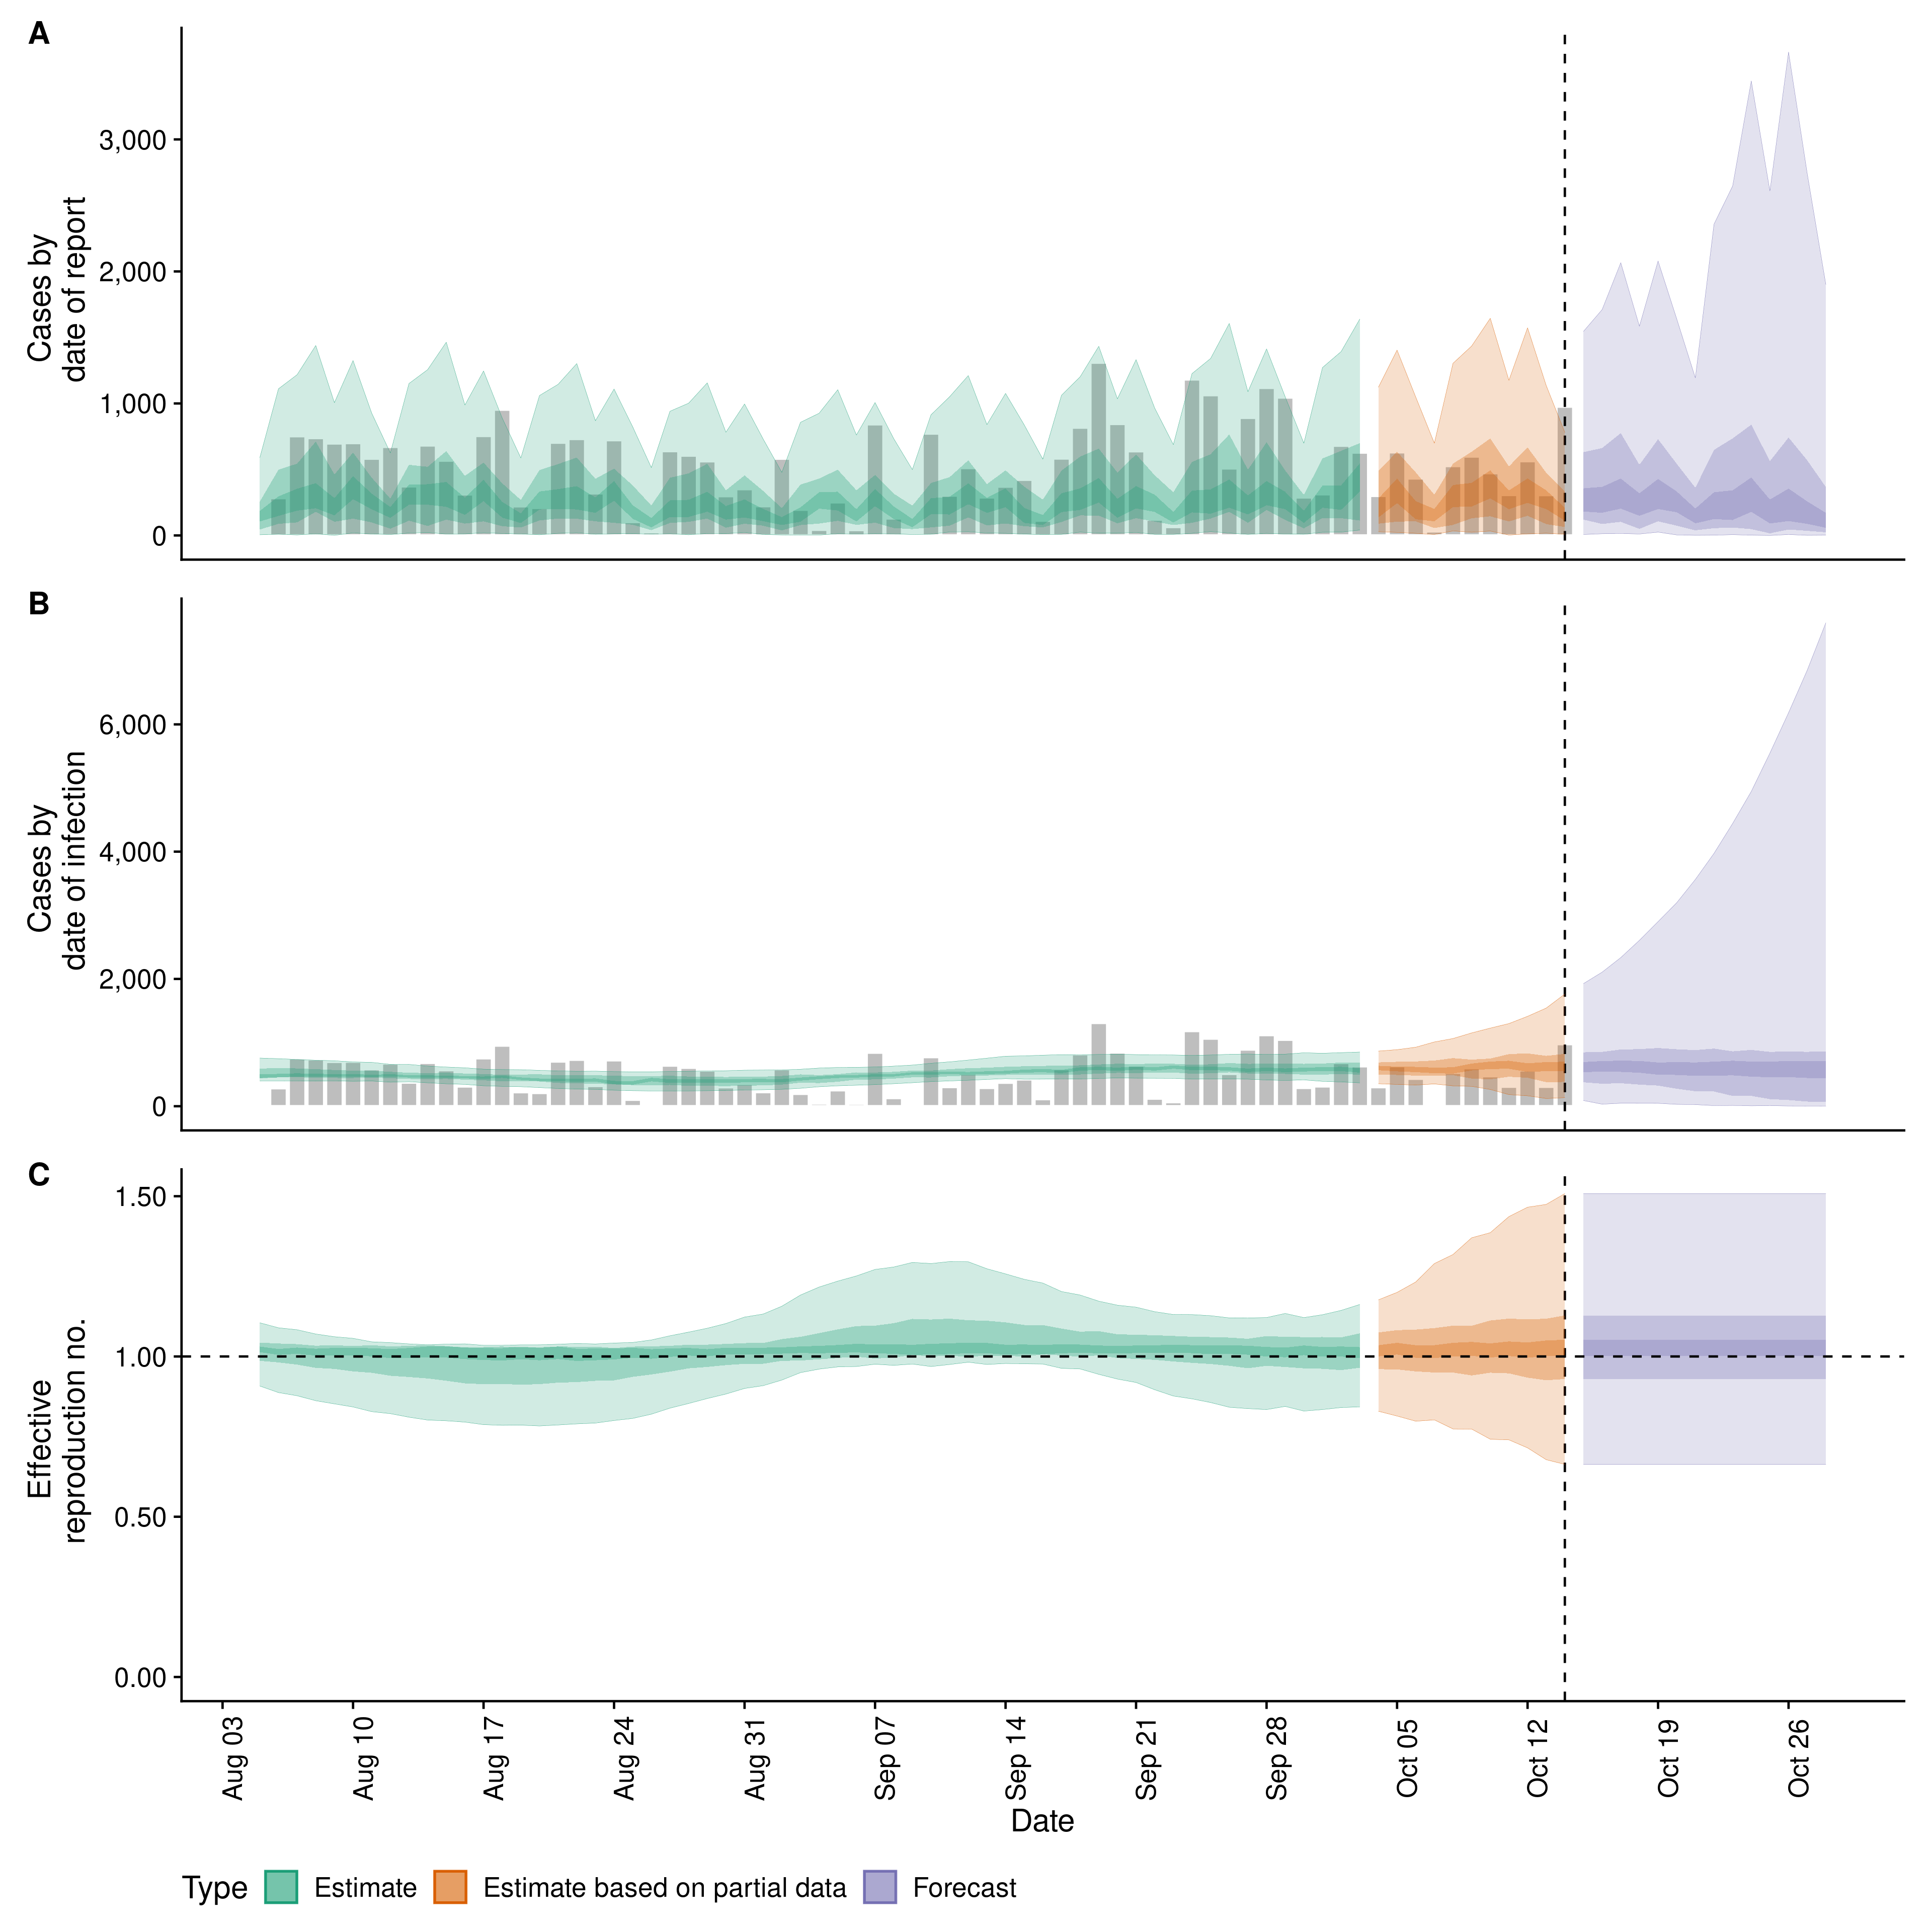 A
Cases by
date of report
3,000
2,000
1,000
0
B
Cases by
date of infection
6,000
4,000
2,000
0
C
Effective
reproduction no.
1.50
1.00
0.50
0.00
Aug 03
Aug 10
Aug 17
Aug 24
Aug 31
Sep 07
Sep 14
Sep 21
Sep 28
Oct 05
Oct 12
Oct 19
Oct 26
Date
Type Estimate Estimate based on partial data Forecast